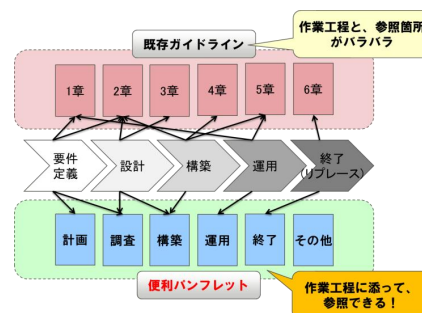 作業工程と、参照箇所
がバラバラ
既存ガイドライン
1章
2章
3章
4章
5章
6章
要件
定義
設計
構築
運用
終了
(リプレース)
計画
調査
構築
運用
終了
その他
便利パンフレット
作業工程に添って、
参照できる！